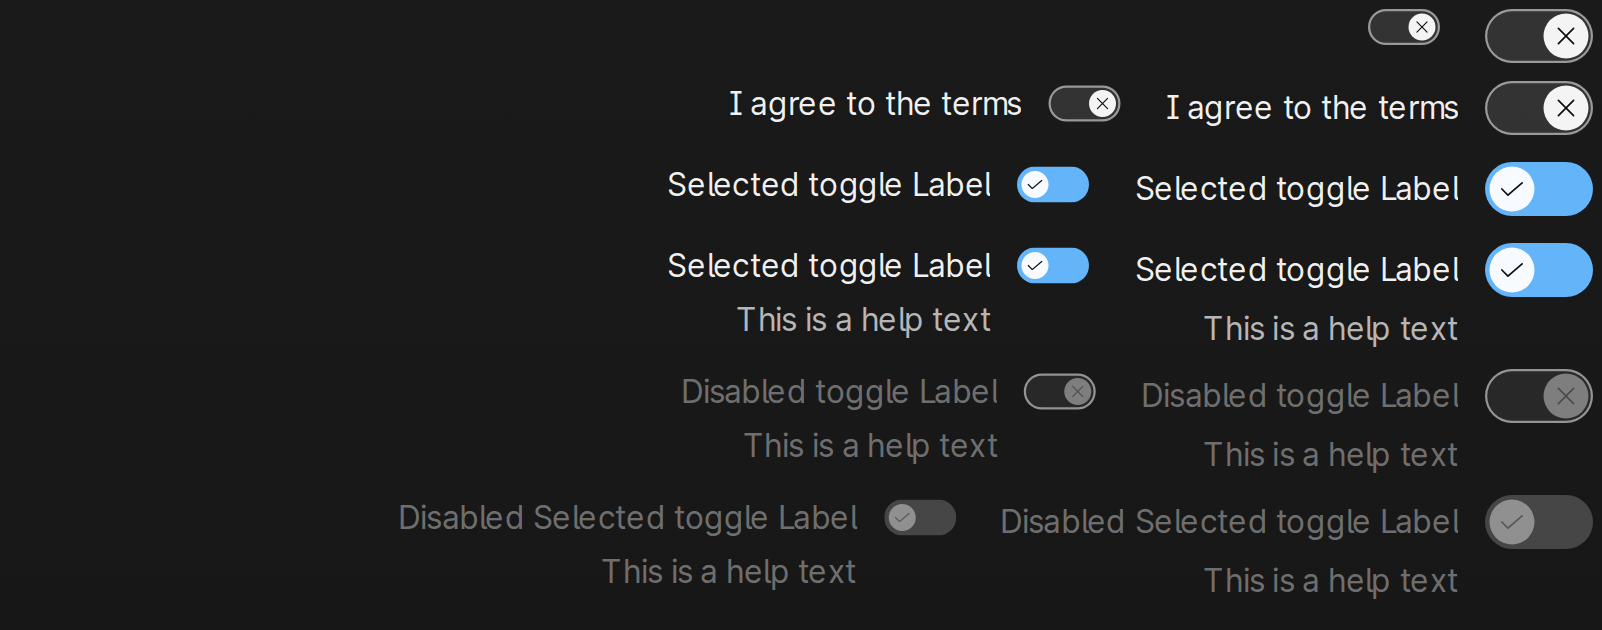 I agree to the terms I agree to the terms
Selected toggle Label Selected toggle Label
Selected toggle Label Selected toggle Label
This is a help text This is a help text
Disabled toggle Label Disabled toggle Label
This is a help text This is a help text
Disabled Selected toggle Label Disabled Selected toggle Label
This is a help text This is a help text